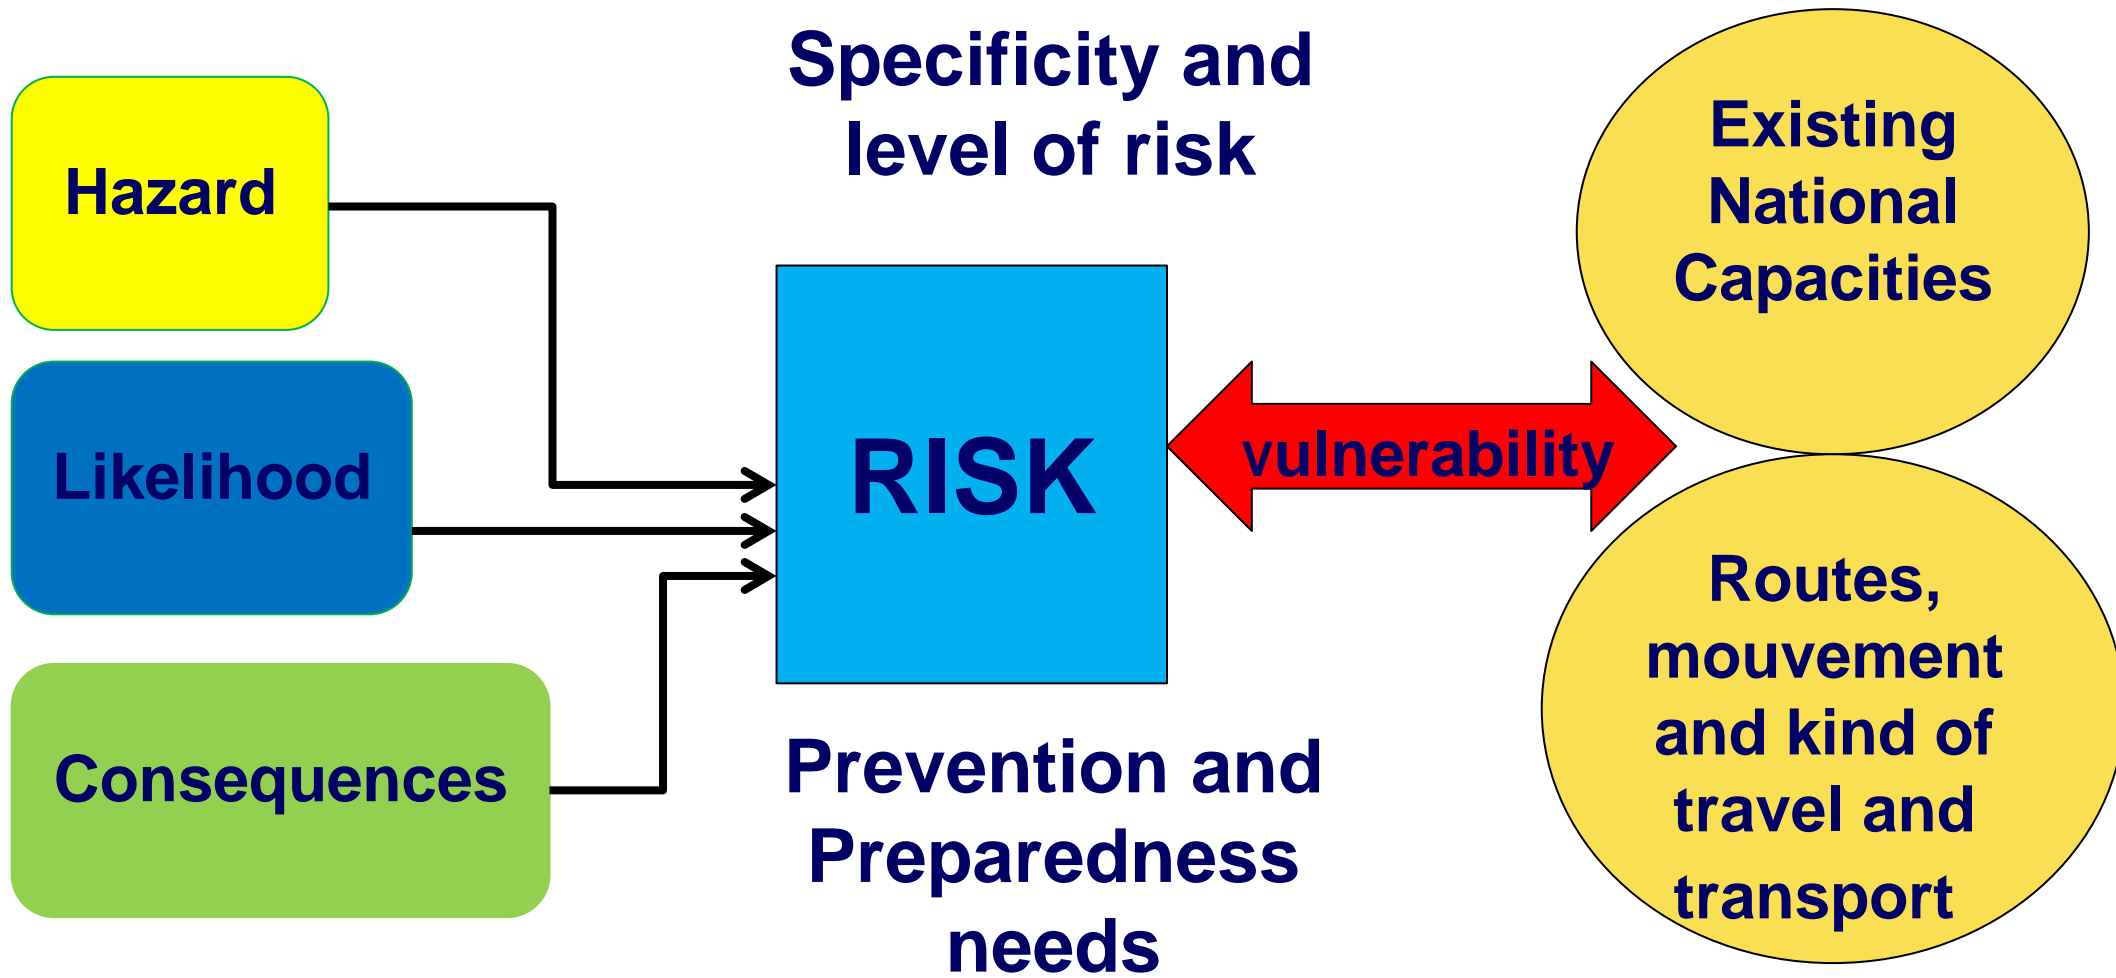 Hazard
Likelihood
Consequences
Specificity and
level of risk
RISK
Prevention and
Preparedness
needs
vulnerability
Existing
National
Capacities
Routes,
mouvement
and kind of
travel and
transport